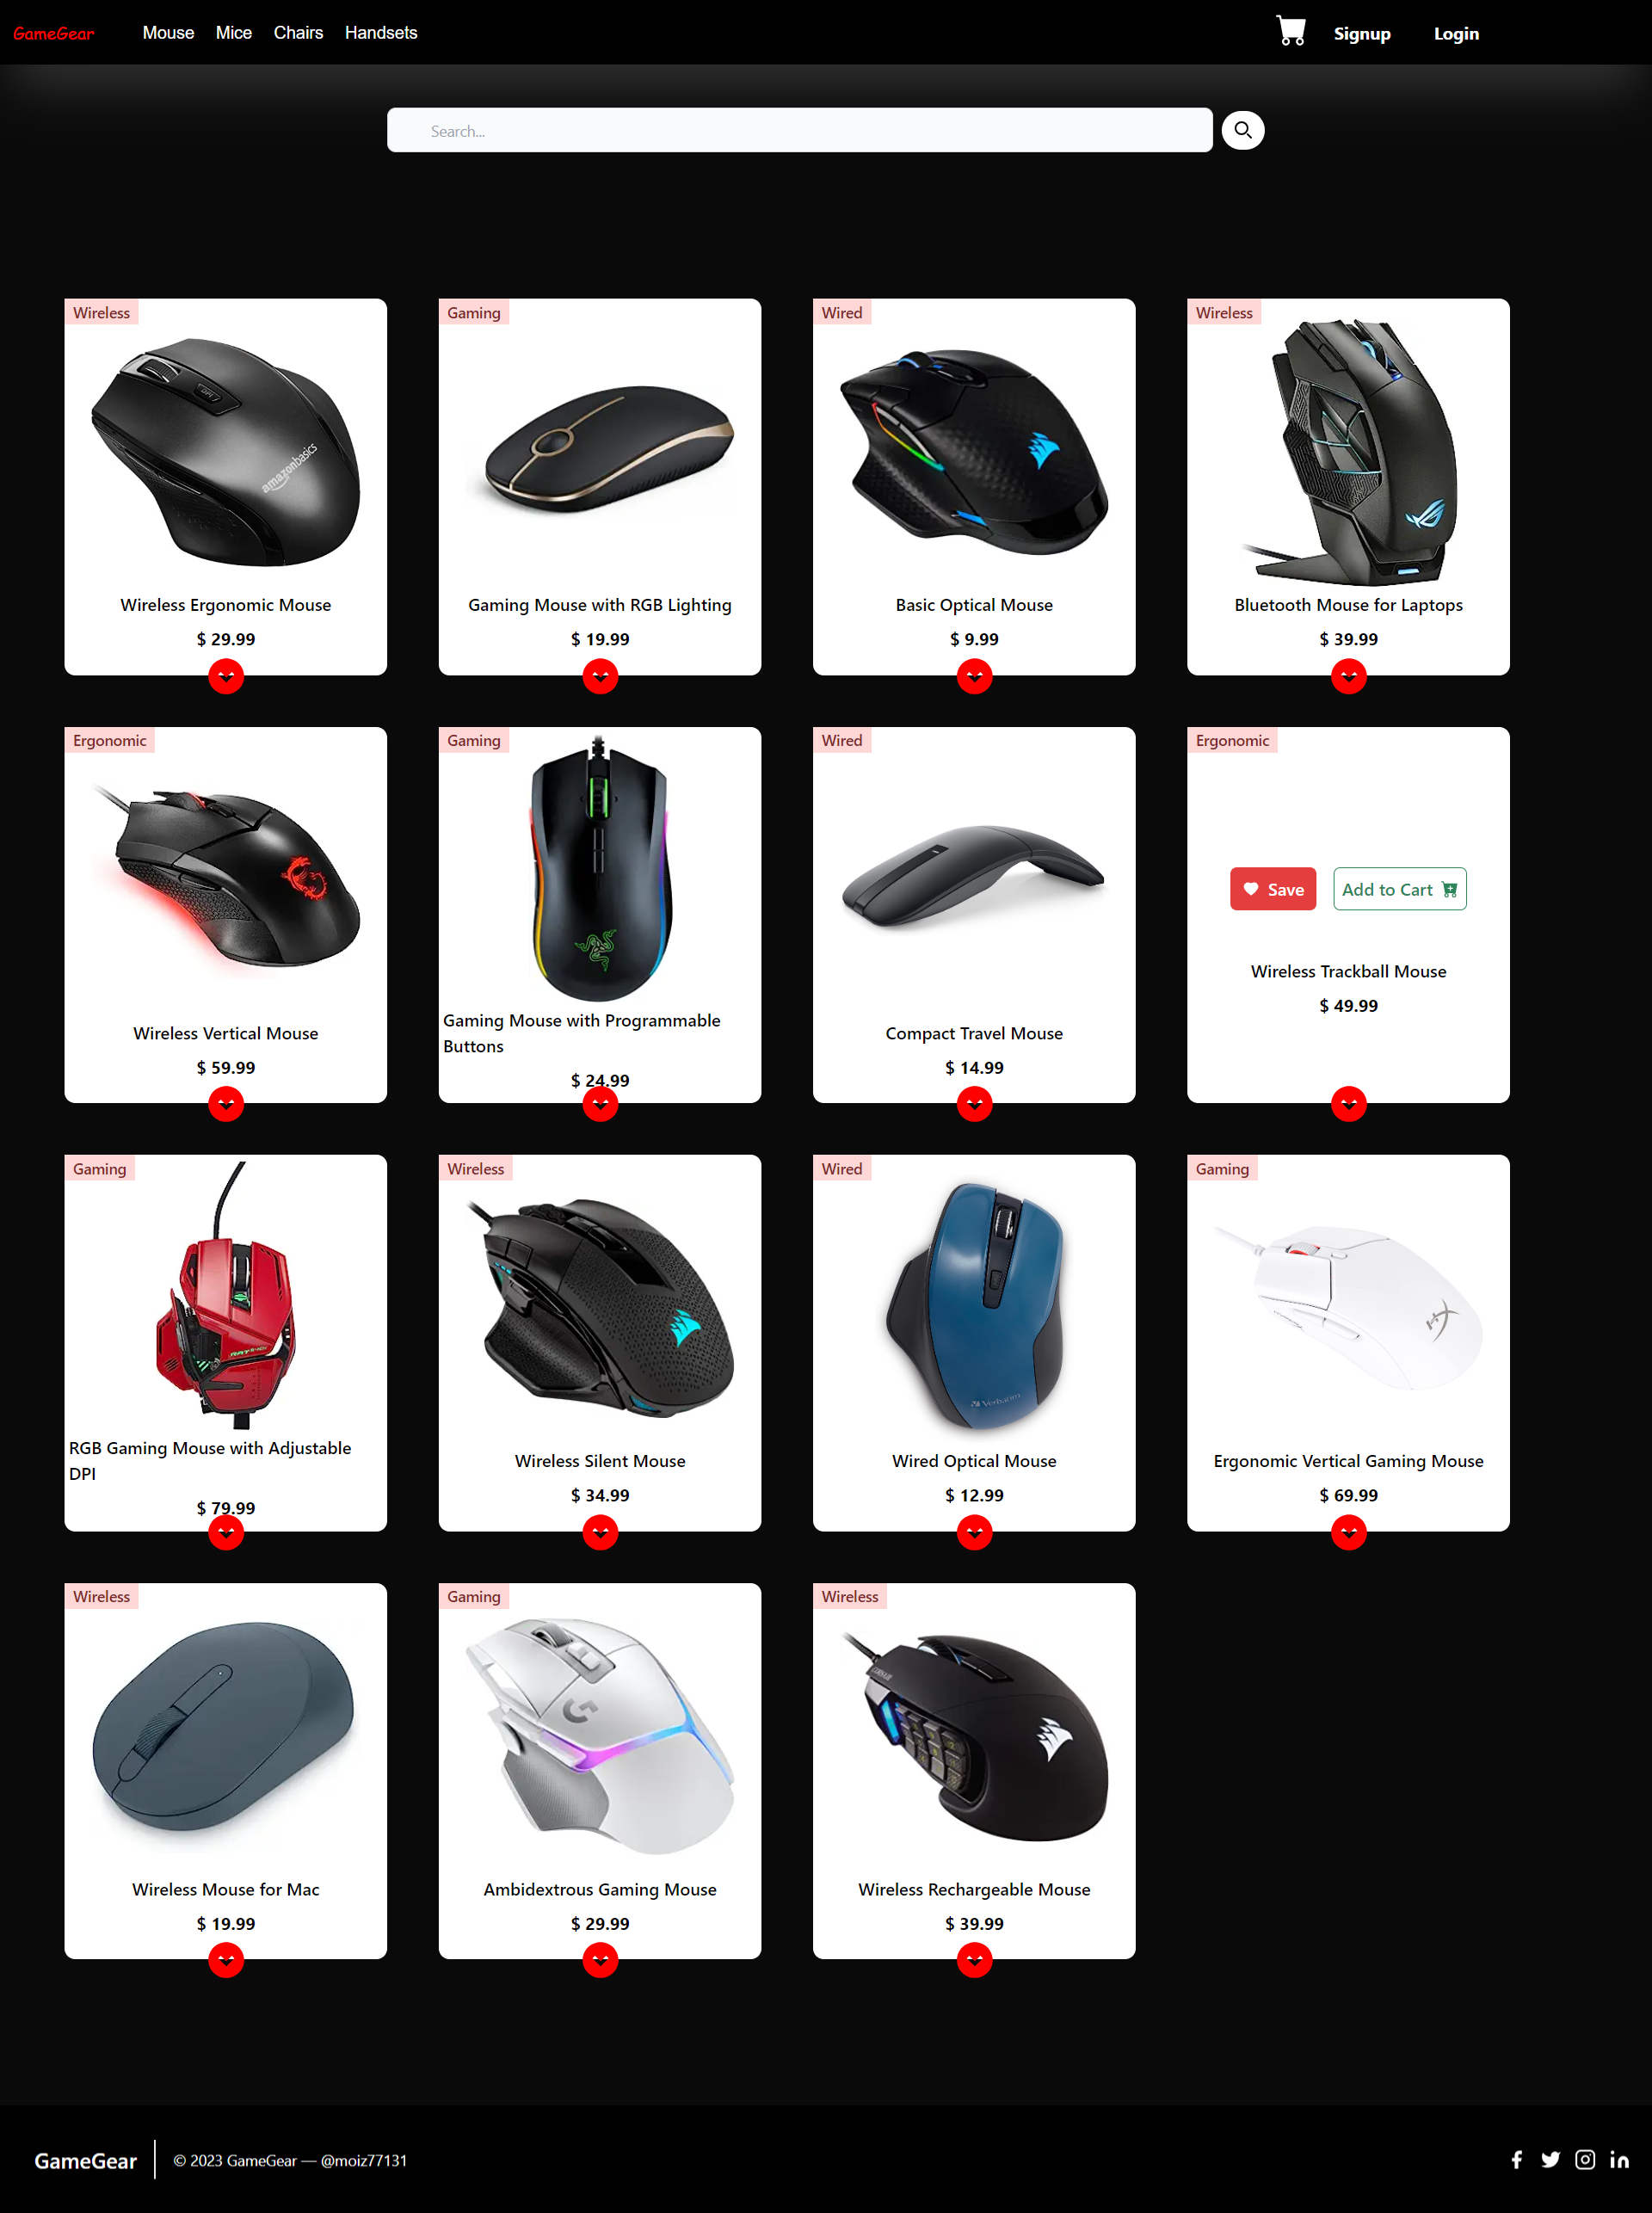 GameGear
Mouse Mice Chairs Handsets
Signup Login
Search...
Wireless
amazonbasics
Wireless Ergonomic Mouse
$ 29.99
Gaming
Gaming Mouse with RGB Lighting
$ 19.99
Wired
Basic Optical Mouse
$ 9.99
Wireless
Bluetooth Mouse for Laptops
$ 39.99
Ergonomic
Wireless Vertical Mouse
$ 59.99
Gaming
Gaming Mouse with Programmable
Buttons
$ 24.99
Wired
Compact Travel Mouse
$ 14.99
Ergonomic
Save
Add to Cart
Wireless Trackball Mouse
$ 49.99
Gaming
RGB Gaming Mouse with Adjustable
DPI
$ 79.99
Wireless
Wireless Silent Mouse
$ 34.99
Wired
Verbatim
Wired Optical Mouse
$ 12.99
Gaming
Ergonomic Vertical Gaming Mouse
$ 69.99
Wireless
Wireless Mouse for Mac
$ 19.99
Gaming
Ambidextrous Gaming Mouse
$ 29.99
Wireless
Wireless Rechargeable Mouse
$ 39.99
GameGear
© 2023 GameGear — @moiz77131